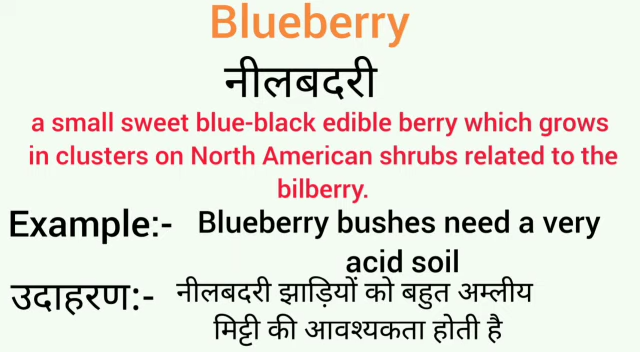 Blueberry
नीलबदरी
a small sweet blue-black edible berry which grows
in clusters on North American shrubs related to the
bilberry.
Example:- Blueberry bushes need a very
acid soil
उदाहरण:- नीलबदरी झाड़ियों को बहुत अम्लीय
मिट्टी की आवश्यकता होती है